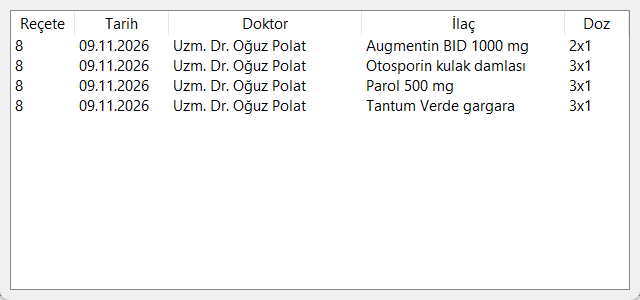 Reçete Tarih Doktor İlaç Doz
8 09.11.2026 Uzm. Dr. Oğuz Polat Augmentin BID 1000 mg 2x1
8 09.11.2026 Uzm. Dr. Oğuz Polat Otosporin kulak damlası 3x1
8 09.11.2026 Uzm. Dr. Oğuz Polat Parol 500 mg 3x1
8 09.11.2026 Uzm. Dr. Oğuz Polat Tantum Verde gargara 3x1